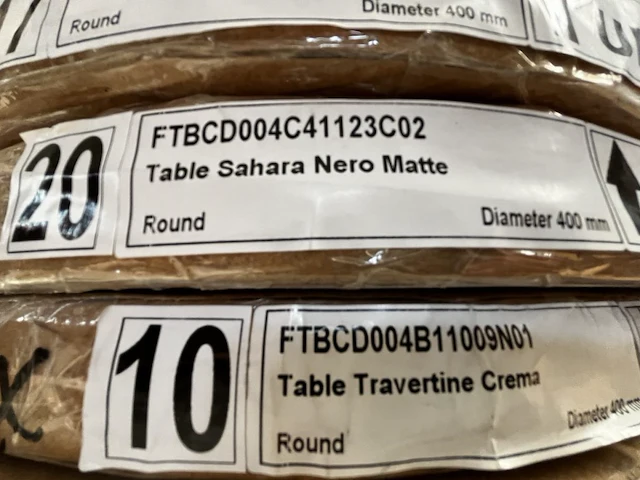 Round
Diameter 400 mm
20
FTBCD004C41123C02
Table Sahara Nero Matte
Round
Diameter 400 mm
10
FTBCD004B11009N01
Table Travertine Crema
Round
Diameter 400 mm